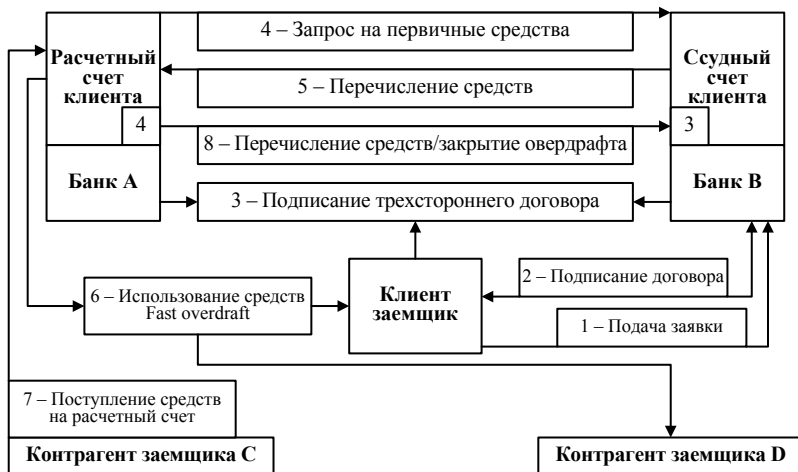 4 – Запрос на первичные средства
Расчетный
счет
клиента
Ссудный
счет
клиента
5 – Перечисление средств
4
3
8 – Перечисление средств/закрытие овердрафта
Банк A
Банк B
3 – Подписание трехстороннего договора
2 – Подписание договора
6 – Использование средств
Fast overdraft
Клиент
заемщик
1 – Подача заявки
7 – Поступление средств
на расчетный счет
Контрагент заемщика C
Контрагент заемщика D